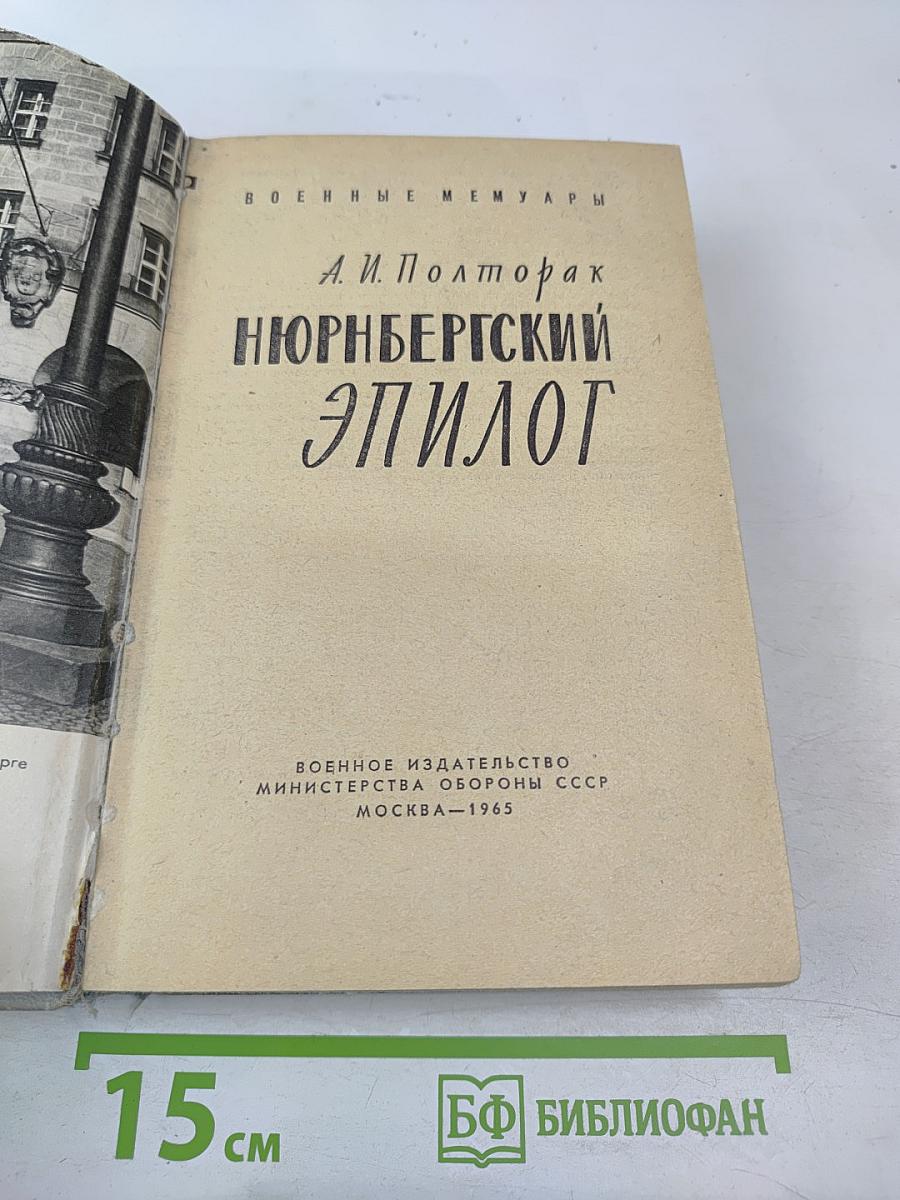 ВОЕННЫЕ МЕМУАРЫ
А. И. Полторак
НЮРНБЕРГСКИЙ
ЭПИЛОГ
рге
ВОЕННОЕ ИЗДАТЕЛЬСТВО
МИНИСТЕРСТВА ОБОРОНЫ СССР
МОСКВА—1965
15 см
БФ БИБЛИОФАН